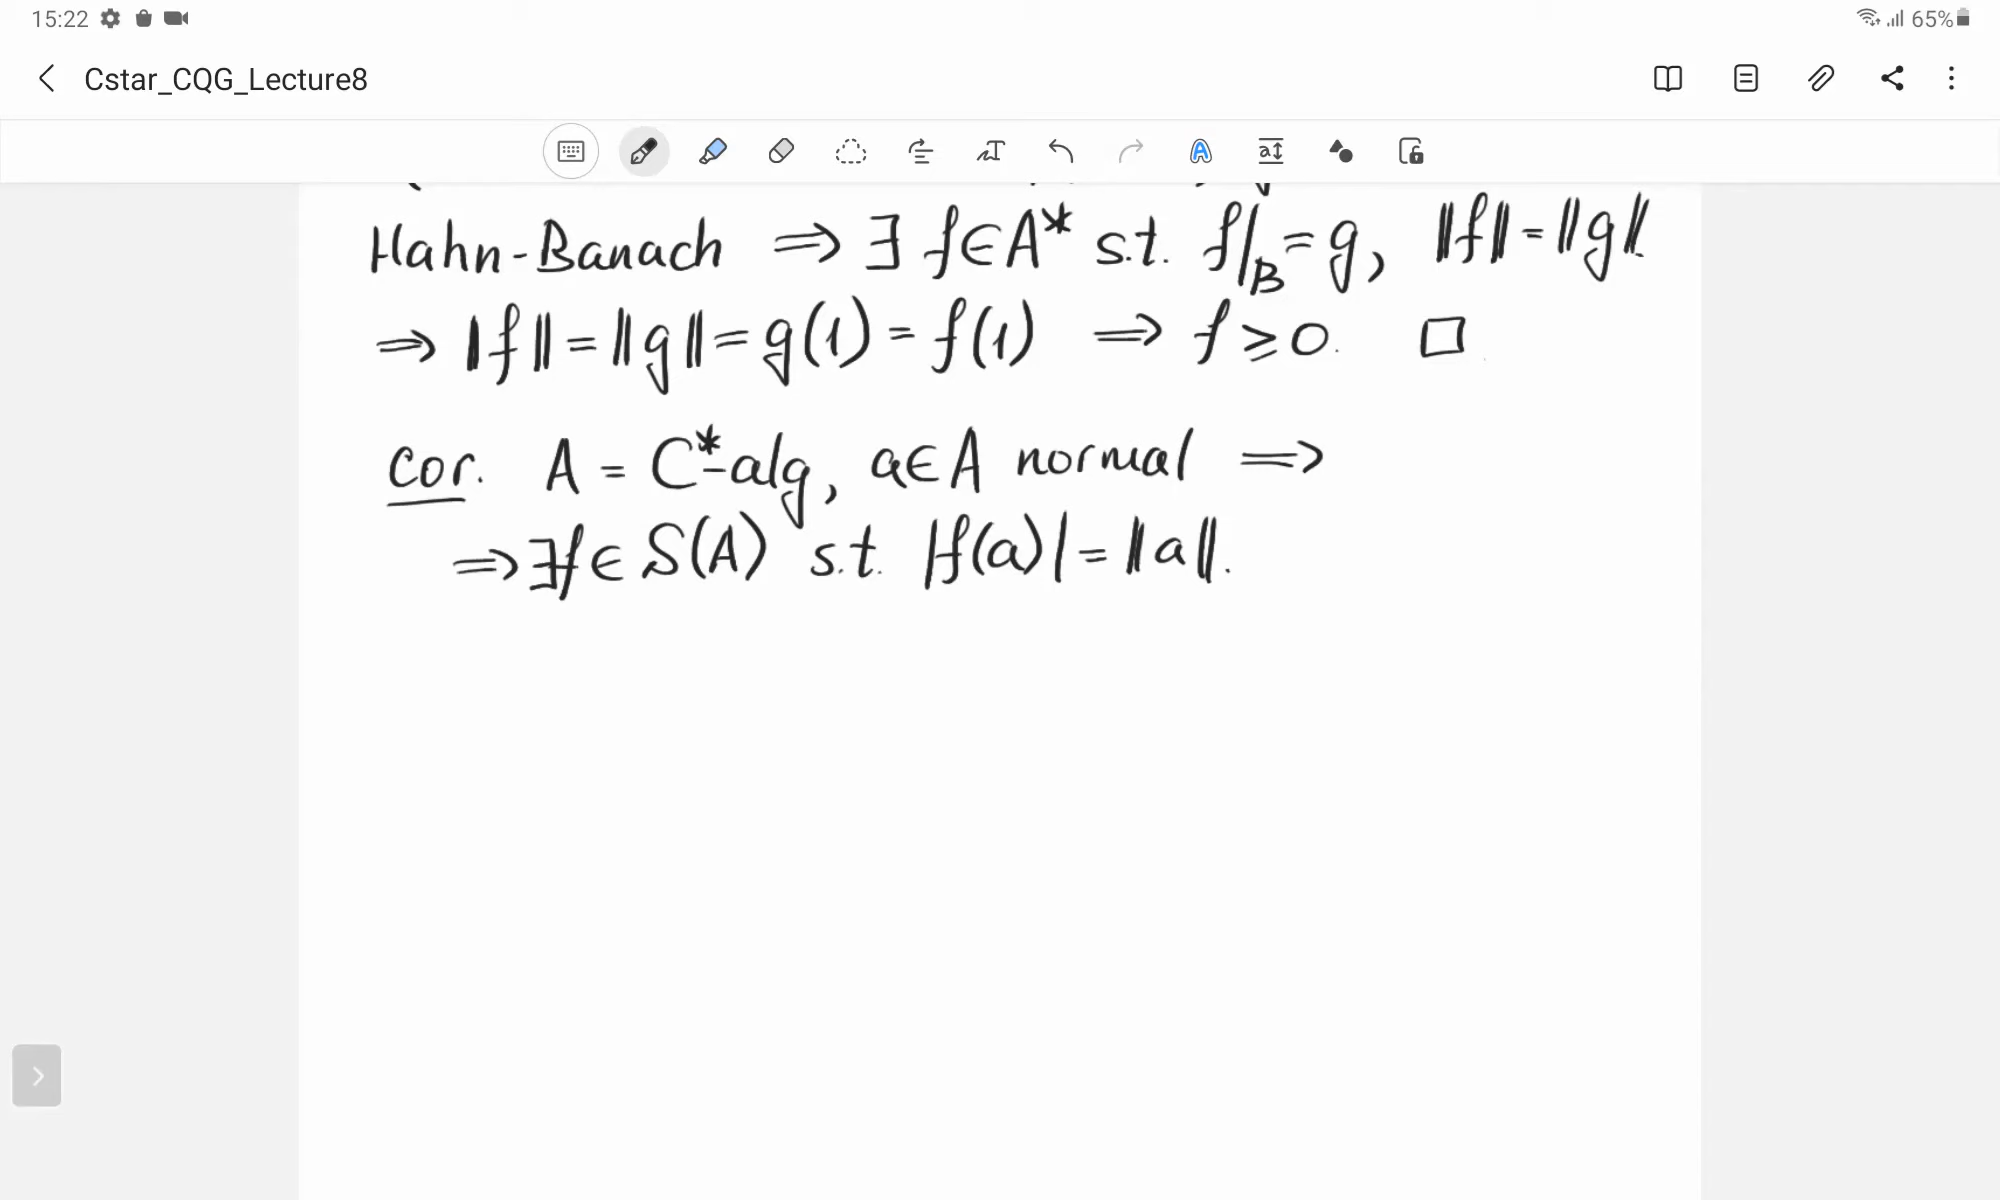 15:22
65%
Cstar_CQG_Lecture8
Hahn-Banach ⟹ ∃ f∈A* s.t. f|_B = g, ‖f‖=‖g‖.
⟹ ‖f‖=‖g‖=g(1)=f(1) ⟹ f⩾0. □
Cor. A = C*-alg, a∈A normal ⟹
⟹ ∃f∈ S(A) s.t. |f(a)|=‖a‖.